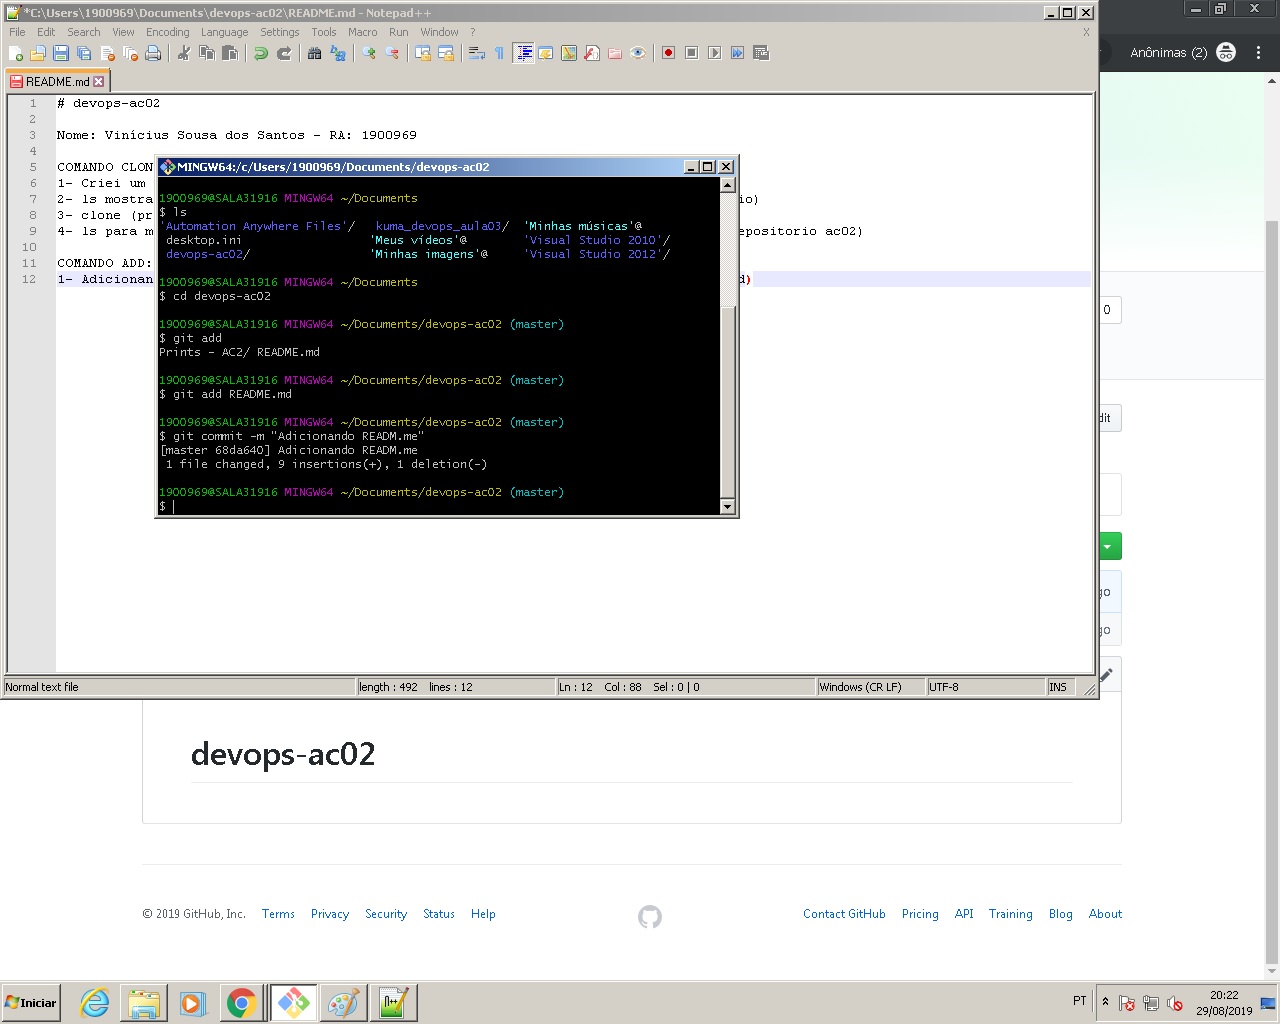 *C:\Users\1900969\Documents\devops-ac02\README.md - Notepad++
File Edit Search View Encoding Language Settings Tools Macro Run Window ? X
Anônimas (2)
README.md
1 # devops-ac02
2
3 Nome: Vinícius Sousa dos Santos - RA: 1900969
4
5 COMANDO CLON
6 1- Criei um
7 2- ls mostra
8 3- clone (pr
9 4- ls para m epositorio ac02)
10
11 COMANDO ADD:
12 1- Adicionan
MINGW64:/c/Users/1900969/Documents/devops-ac02
1900969@SALA31916 MINGW64 ~/Documents
$ ls
'Automation Anywhere Files'/ kuma_devops_aula03/ 'Minhas músicas'@
desktop.ini 'Meus vídeos'@ 'Visual Studio 2010'/
devops-ac02/ 'Minhas imagens'@ 'Visual Studio 2012'/
1900969@SALA31916 MINGW64 ~/Documents
$ cd devops-ac02
1900969@SALA31916 MINGW64 ~/Documents/devops-ac02 (master)
$ git add
Prints - AC2/ README.md
1900969@SALA31916 MINGW64 ~/Documents/devops-ac02 (master)
$ git add README.md
1900969@SALA31916 MINGW64 ~/Documents/devops-ac02 (master)
$ git commit -m "Adicionando READM.me"
[master 68da640] Adicionando READM.me
1 file changed, 9 insertions(+), 1 deletion(-)
1900969@SALA31916 MINGW64 ~/Documents/devops-ac02 (master)
$
0
dit
go
go
Normal text file length : 492 lines : 12 Ln : 12 Col : 88 Sel : 0 | 0 Windows (CR LF) UTF-8 INS
devops-ac02
© 2019 GitHub, Inc. Terms Privacy Security Status Help Contact GitHub Pricing API Training Blog About
Iniciar PT 20:22
29/08/2019